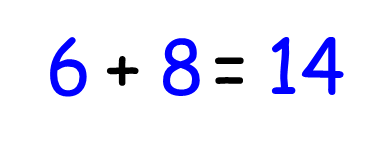 6 + 8 = 14